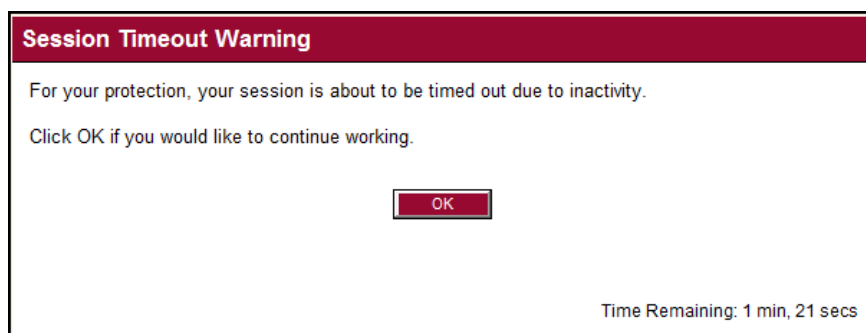 Session Timeout Warning
For your protection, your session is about to be timed out due to inactivity.
Click OK if you would like to continue working.
OK
Time Remaining: 1 min, 21 secs